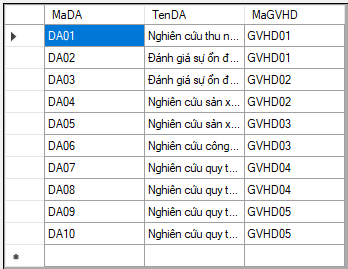 MaDA TenDA MaGVHD
DA01 Nghiên cứu thu n... GVHD01
DA02 Đánh giá sự ổn đ... GVHD01
DA03 Đánh giá sự ổn đ... GVHD02
DA04 Nghiên cứu sản x... GVHD02
DA05 Nghiên cứu sản x... GVHD03
DA06 Nghiên cứu công... GVHD03
DA07 Nghiên cứu quy t... GVHD04
DA08 Nghiên cứu quy t... GVHD04
DA09 Nghiên cứu quy t... GVHD05
DA10 Nghiên cứu quy t... GVHD05